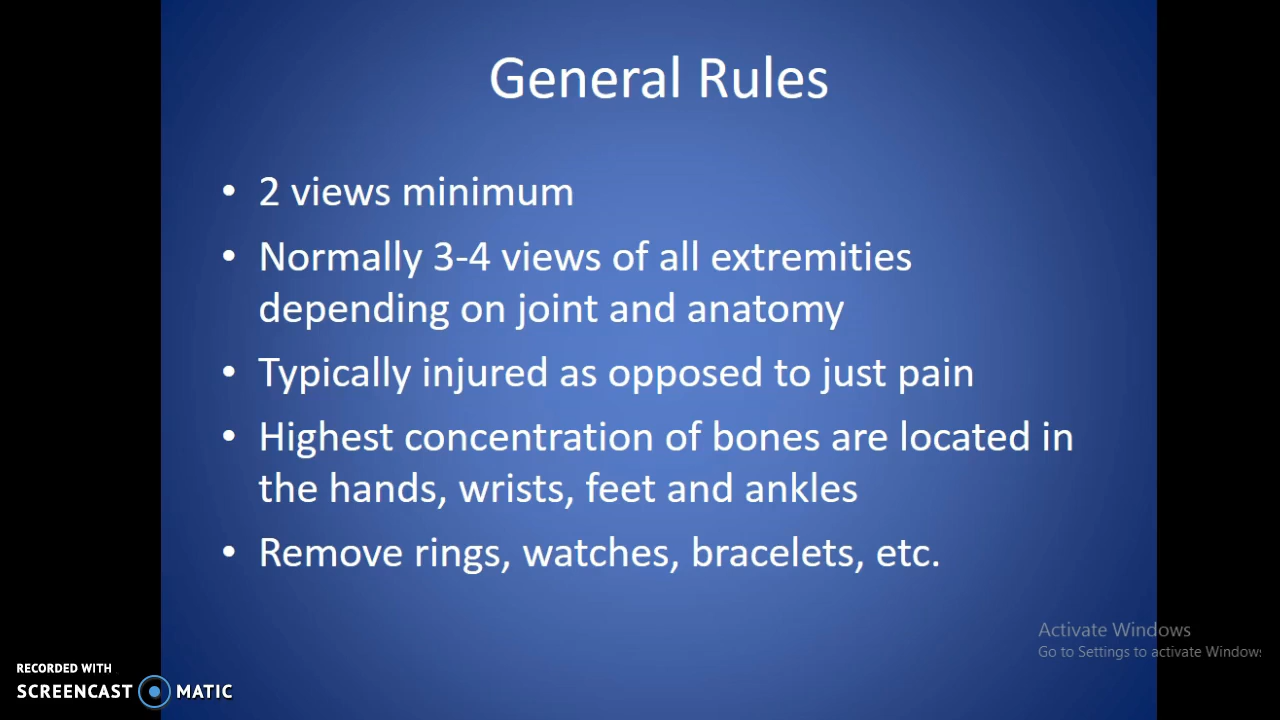 General Rules
• 2 views minimum
• Normally 3-4 views of all extremities
depending on joint and anatomy
• Typically injured as opposed to just pain
• Highest concentration of bones are located in
the hands, wrists, feet and ankles
• Remove rings, watches, bracelets, etc.
Activate Windows
Go to Settings to activate Windows
RECORDED WITH
SCREENCAST MATIC